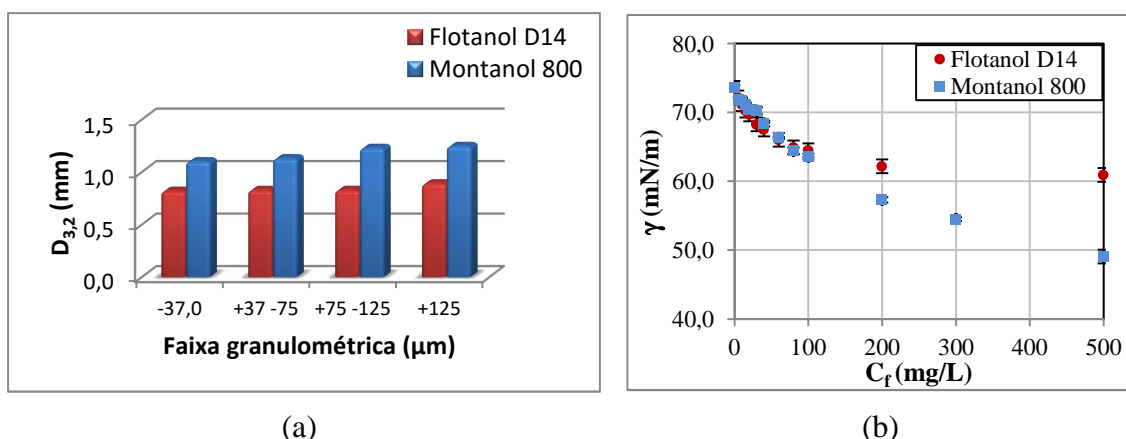 Flotanol D14
Montanol 800
1,5
1,0
0,5
0,0
D3,2 (mm)
-37,0 +37 -75 +75 -125 +125
Faixa granulométrica (µm)
(a)
80,0
70,0
60,0
50,0
40,0
γ (mN/m)
Flotanol D14
Montanol 800
0 100 200 300 400 500
Cf (mg/L)
(b)